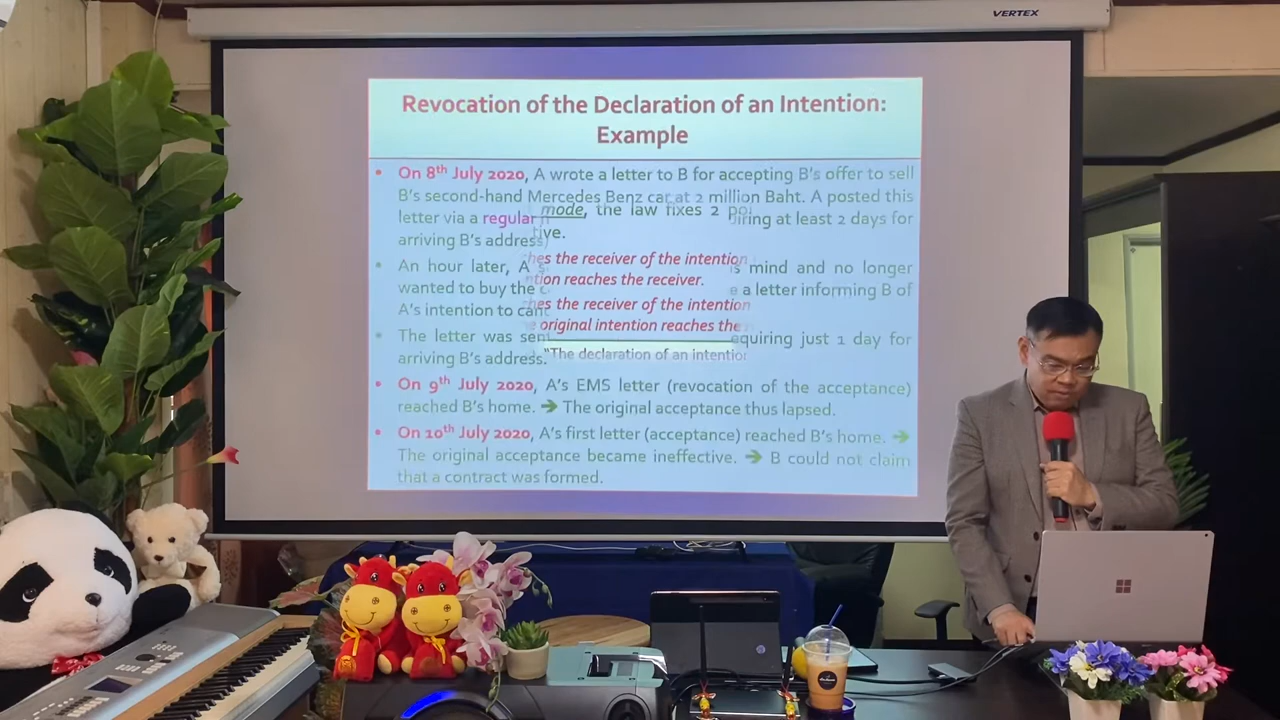 VERTEX
Revocation of the Declaration of an Intention:
Example
• On 8th July 2020, A wrote a letter to B for accepting B's offer to sell
B's second-hand Mercedes Benz car at 2 million Baht. A posted this
letter via a regular mode, the law fixes 2 iring at least 2 days for
arriving B's address tive.
hes the receiver of the intention
• An hour later, A is mind and no longer
tion reaches the receiver.
wanted to buy the e a letter informing B of
ches the receiver of the intention
A's intention to can
original intention reaches the
• The letter was sent equiring just 1 day for
arriving B's address. "The declaration of an intention
• On 9th July 2020, A's EMS letter (revocation of the acceptance)
reached B's home. ➔ The original acceptance thus lapsed.
• On 10th July 2020, A's first letter (acceptance) reached B's home. ➔
The original acceptance became ineffective. ➔ B could not claim
that a contract was formed.